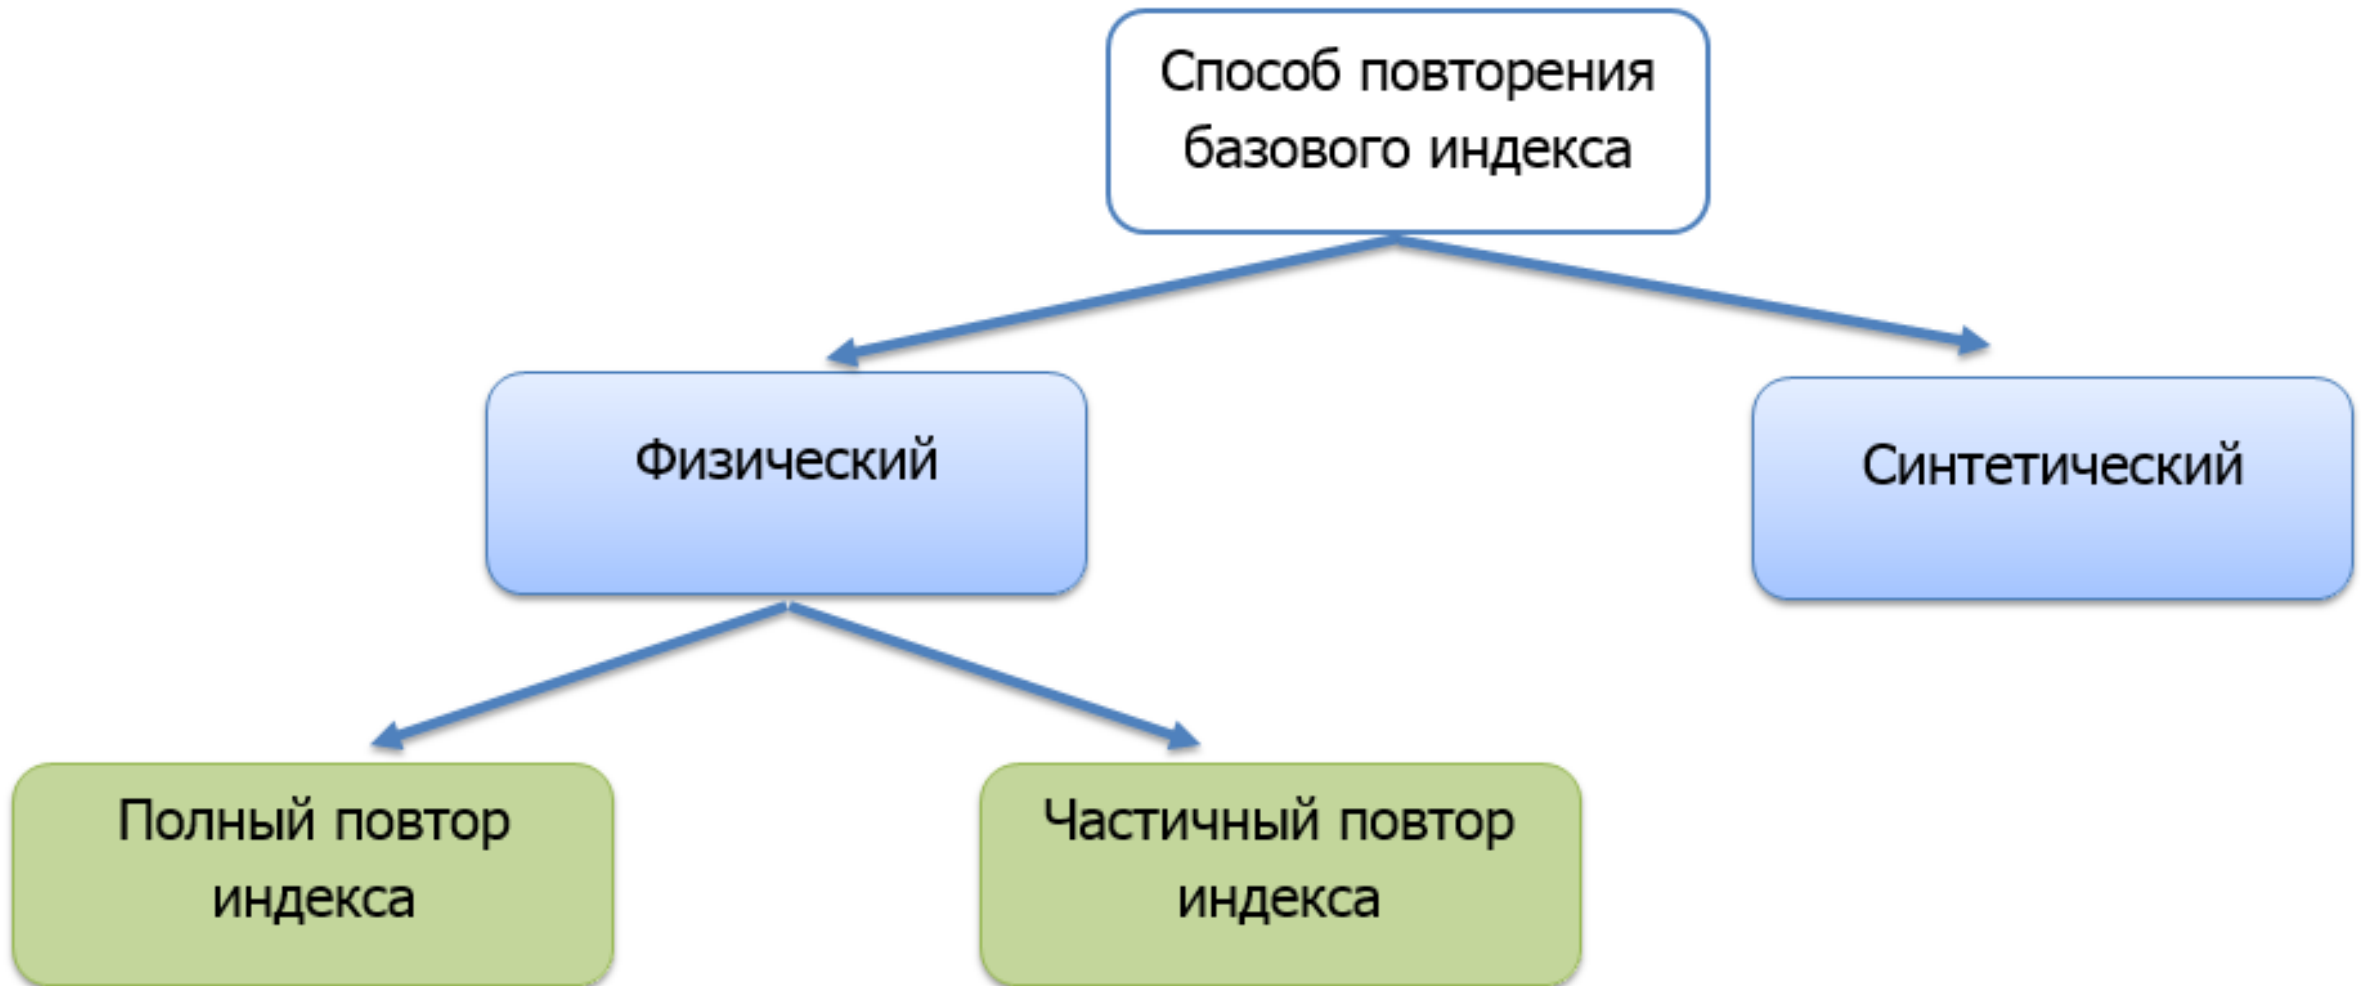 Способ повторения
базового индекса
Физический
Синтетический
Полный повтор
индекса
Частичный повтор
индекса